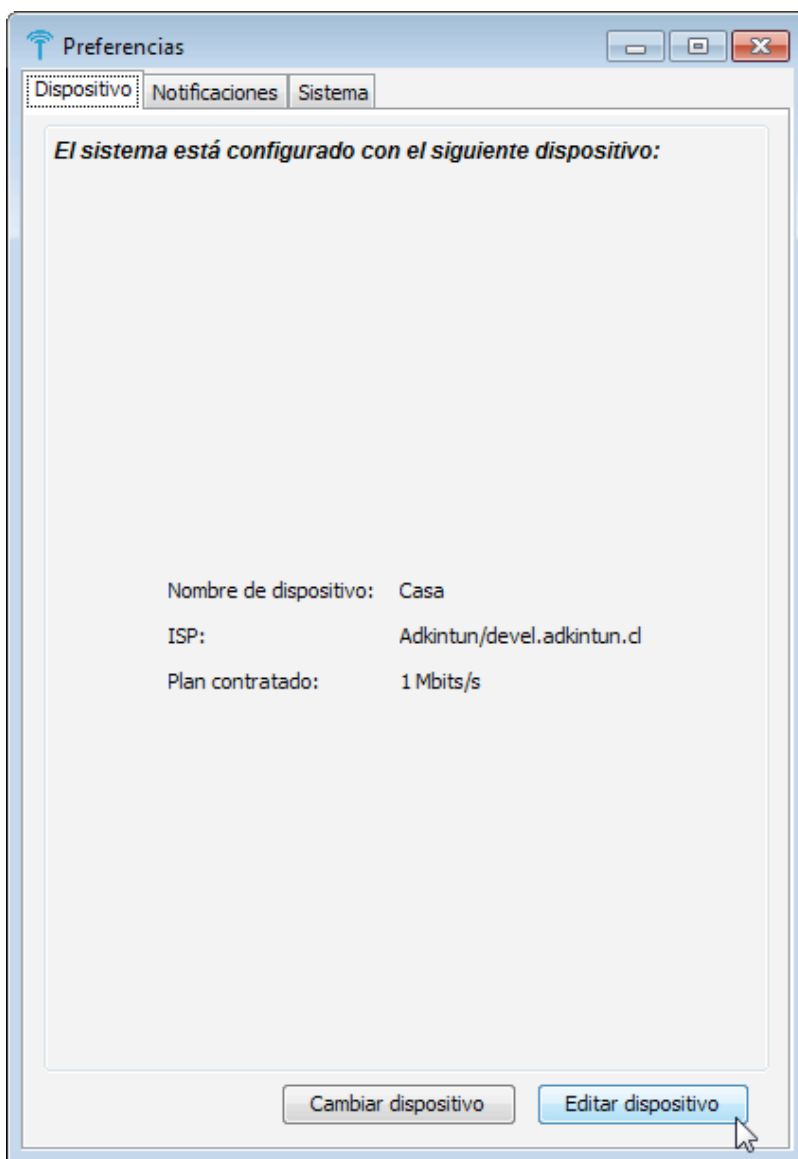 Preferencias
Dispositivo Notificaciones Sistema
El sistema está configurado con el siguiente dispositivo:
Nombre de dispositivo: Casa
ISP: Adkintun/devel.adkintun.cl
Plan contratado: 1 Mbits/s
Cambiar dispositivo Editar dispositivo